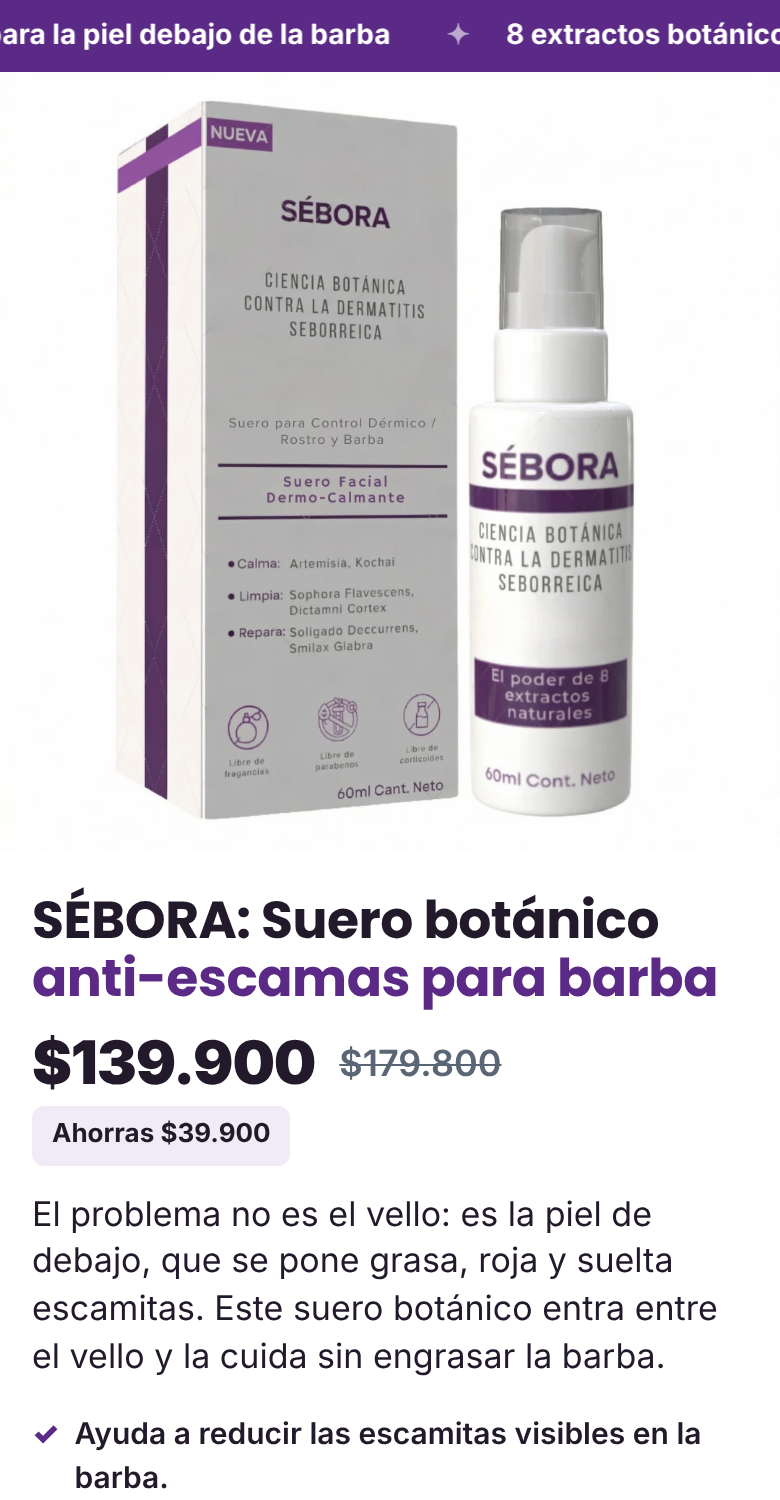 ara la piel debajo de la barba ✦ 8 extractos botánico
NUEVA
SÉBORA
CIENCIA BOTÁNICA
CONTRA LA DERMATITIS
SEBORREICA
Suero para Control Dérmico /
Rostro y Barba
Suero Facial
Dermo-Calmante
• Calma: Artemisia, Kochai
• Limpia: Sophora Flavescens,
Dictamni Cortex
• Repara: Soligado Deccurrens,
Smilax Glabra
Libre de
fragancias
Libre de
parabenos
Libre de
corticoides
60ml Cant. Neto
SÉBORA
CIENCIA BOTÁNICA
CONTRA LA DERMATITIS
SEBORREICA
El poder de 8
extractos
naturales
60ml Cont. Neto
SÉBORA: Suero botánico
anti-escamas para barba
$139.900 $179.800
Ahorras $39.900
El problema no es el vello: es la piel de
debajo, que se pone grasa, roja y suelta
escamitas. Este suero botánico entra entre
el vello y la cuida sin engrasar la barba.
✔ Ayuda a reducir las escamitas visibles en la
barba.